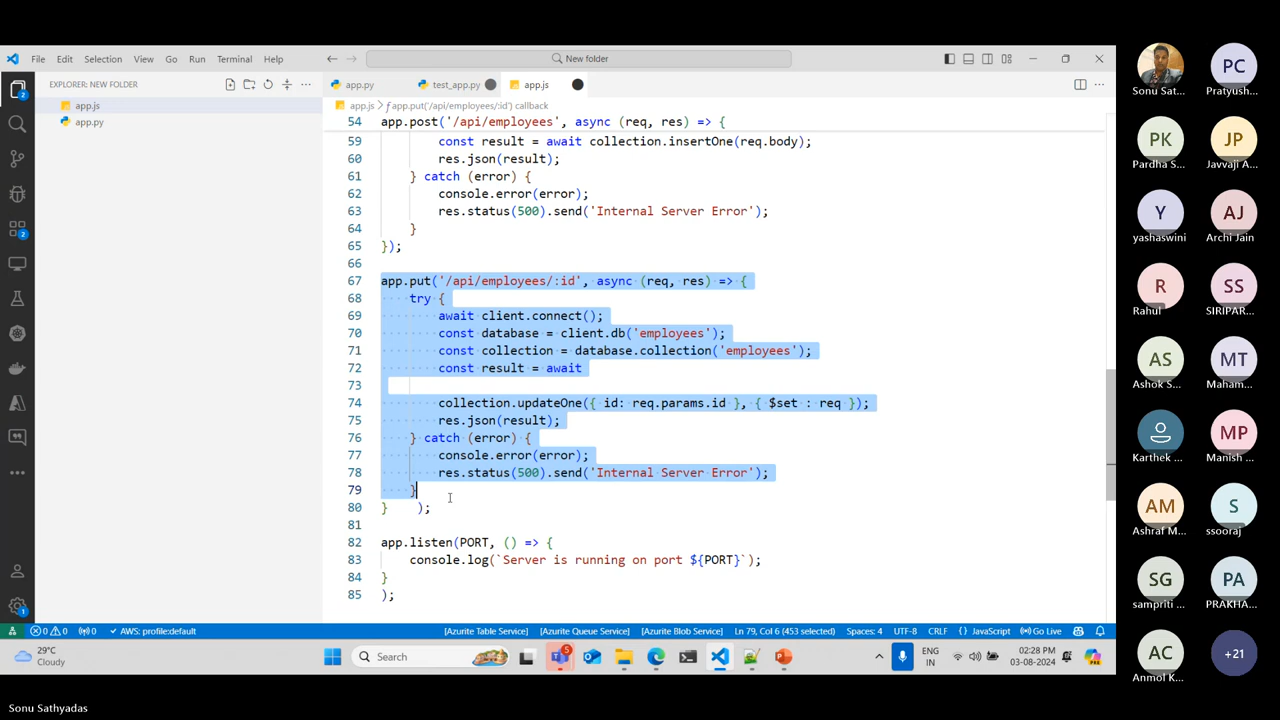 File Edit Selection View Go Run Terminal Help
New folder
EXPLORER: NEW FOLDER
app.js
app.py
app.py
test_app.py
app.js
app.js > app.put('/api/employees/:id') callback
54 app.post('/api/employees', async (req, res) => {
59 const result = await collection.insertOne(req.body);
60 res.json(result);
61 } catch (error) {
62 console.error(error);
63 res.status(500).send('Internal Server Error');
64 }
65 });
66
67 app.put('/api/employees/:id', async (req, res) => {
68 try {
69 await client.connect();
70 const database = client.db('employees');
71 const collection = database.collection('employees');
72 const result = await
73
74 collection.updateOne({ id: req.params.id }, { $set : req });
75 res.json(result);
76 } catch (error) {
77 console.error(error);
78 res.status(500).send('Internal Server Error');
79 }
80 } );
81
82 app.listen(PORT, () => {
83 console.log(`Server is running on port ${PORT}`);
84 }
85 );
2
2
1
0 0 0 AWS: profile:default
[Azurite Table Service] [Azurite Queue Service] [Azurite Blob Service] Ln 79, Col 6 (453 selected) Spaces: 4 UTF-8 CRLF {} JavaScript Go Live
29°C
Cloudy
Search
5
ENG
IN
02:28 PM
03-08-2024
Sonu Sat...
PC
Pratyush...
PK
Pardha S...
JP
Javvaji A...
Y
yashaswini
AJ
Archi Jain
R
Rahul
SS
SIRIPAR...
AS
Ashok S...
MT
Maham...
Karthek ...
MP
Manish ...
AM
Ashraf M...
S
ssooraj
SG
sampriti ...
PA
PRAKHA...
AC
Anmol K...
+21
Sonu Sathyadas